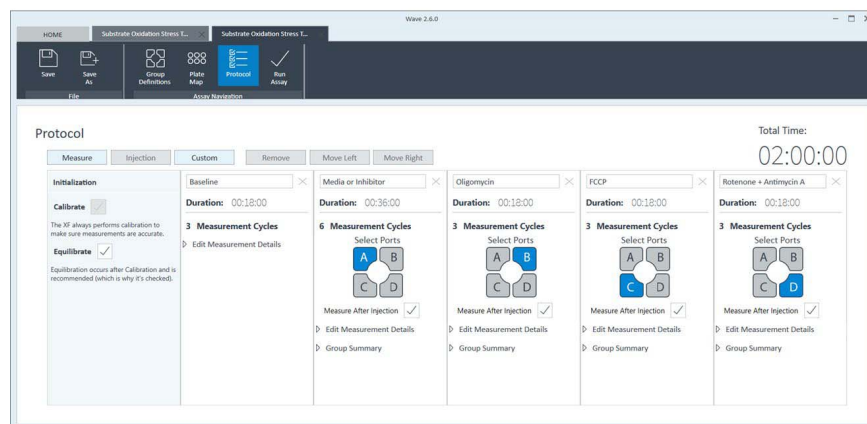 Wave 2.6.0
HOME
Substrate Oxidation Stress T...
Substrate Oxidation Stress T...
Save
Save As
Group Definitions
Plate Map
Protocol
Run Assay
File
Assay Navigation
Protocol
Total Time:
02:00:00
Measure
Injection
Custom
Remove
Move Left
Move Right
Initialization
Calibrate
The XF always performs calibration to
make sure measurements are accurate.
Equilibrate
Equilibration occurs after Calibration and is
recommended (which is why it's checked).
Baseline
Duration: 00:18:00
3 Measurement Cycles
Edit Measurement Details
Media or Inhibitor
Duration: 00:36:00
6 Measurement Cycles
Select Ports
A B
C D
Measure After Injection
Edit Measurement Details
Group Summary
Oligomycin
Duration: 00:18:00
3 Measurement Cycles
Select Ports
A B
C D
Measure After Injection
Edit Measurement Details
Group Summary
FCCP
Duration: 00:18:00
3 Measurement Cycles
Select Ports
A B
C D
Measure After Injection
Edit Measurement Details
Group Summary
Rotenone + Antimycin A
Duration: 00:18:00
3 Measurement Cycles
Select Ports
A B
C D
Measure After Injection
Edit Measurement Details
Group Summary